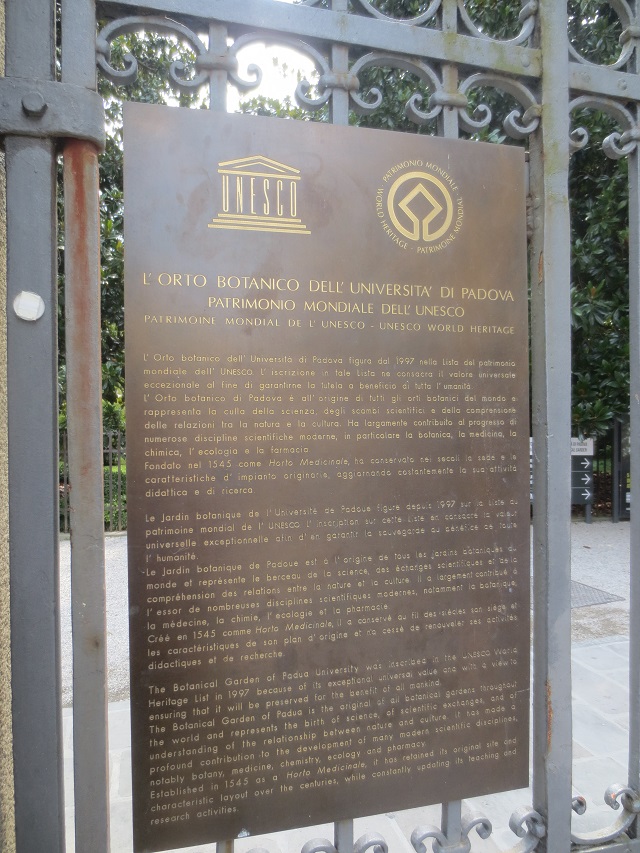 UNESCO
PATRIMONIO MONDIALE
WORLD HERITAGE
PATRIMOINE MONDIAL
L' ORTO BOTANICO DELL' UNIVERSITA' DI PADOVA
PATRIMONIO MONDIALE DELL' UNESCO
PATRIMOINE MONDIAL DE L' UNESCO - UNESCO WORLD HERITAGE
L' Orto botanico dell' Università di Padova figura dal 1997 nella Lista del patrimonio
mondiale dell' UNESCO. L' iscrizione in tale Lista ne consacra il valore universale
eccezionale al fine di garantirne la tutela a beneficio di tutta l' umanità.
L' Orto botanico di Padova è all' origine di tutti gli orti botanici del mondo e
rappresenta la culla della scienza, degli scambi scientifici e della comprensione
delle relazioni tra la natura e la cultura. Ha largamente contribuito al progresso di
numerose discipline scientifiche moderne, in particolare la botanica, la medicina, la
chimica, l' ecologia e la farmacia.
Fondato nel 1545 come Horto Medicinale, ha conservato nei secoli la sede e le
caratteristiche d' impianto originarie, aggiornando costantemente la sua attività
didattica e di ricerca.
Le Jardin botanique de l' Université de Padoue figure depuis 1997 sur la Liste du
patrimoine mondial de l' UNESCO. L' inscription sur cette Liste en consacre la valeur
universelle exceptionnelle afin d' en garantir la sauvegarde au bénéfice de toute
l' humanité.
Le Jardin botanique de Padoue est à l' origine de tous les jardins botaniques du
monde et représente le berceau de la science, des échanges scientifiques et de la
compréhension des relations entre la nature et la culture. Il a largement contribué à
l' essor de nombreuses disciplines scientifiques modernes, notamment la botanique,
la médecine, la chimie, l' ecologie et la pharmacie.
Créé en 1545 comme Horto Medicinale, il a conservé au fil des siècles son siège et
les caractéristiques de son plan d' origine et n'a cessé de renouveler ses activités
didactiques et de recherche.
The Botanical Garden of Padua University was inscribed in the UNESCO World
Heritage List in 1997 because of its exceptional universal value and with a view to
ensuring that it will be preserved for the benefit of all mankind.
The Botanical Garden of Padua is the original of all botanical gardens throughout
the world and represents the birth of science, of scientific exchanges, and of
understanding of the relationship between nature and culture. It has made a
profound contribution to the development of many modern scientific disciplines,
notably botany, medicine, chemistry, ecology and pharmacy.
Established in 1545 as a Horto Medicinale, it has retained its original site and
characteristic layout over the centuries, while constantly updating its teaching and
research activities.